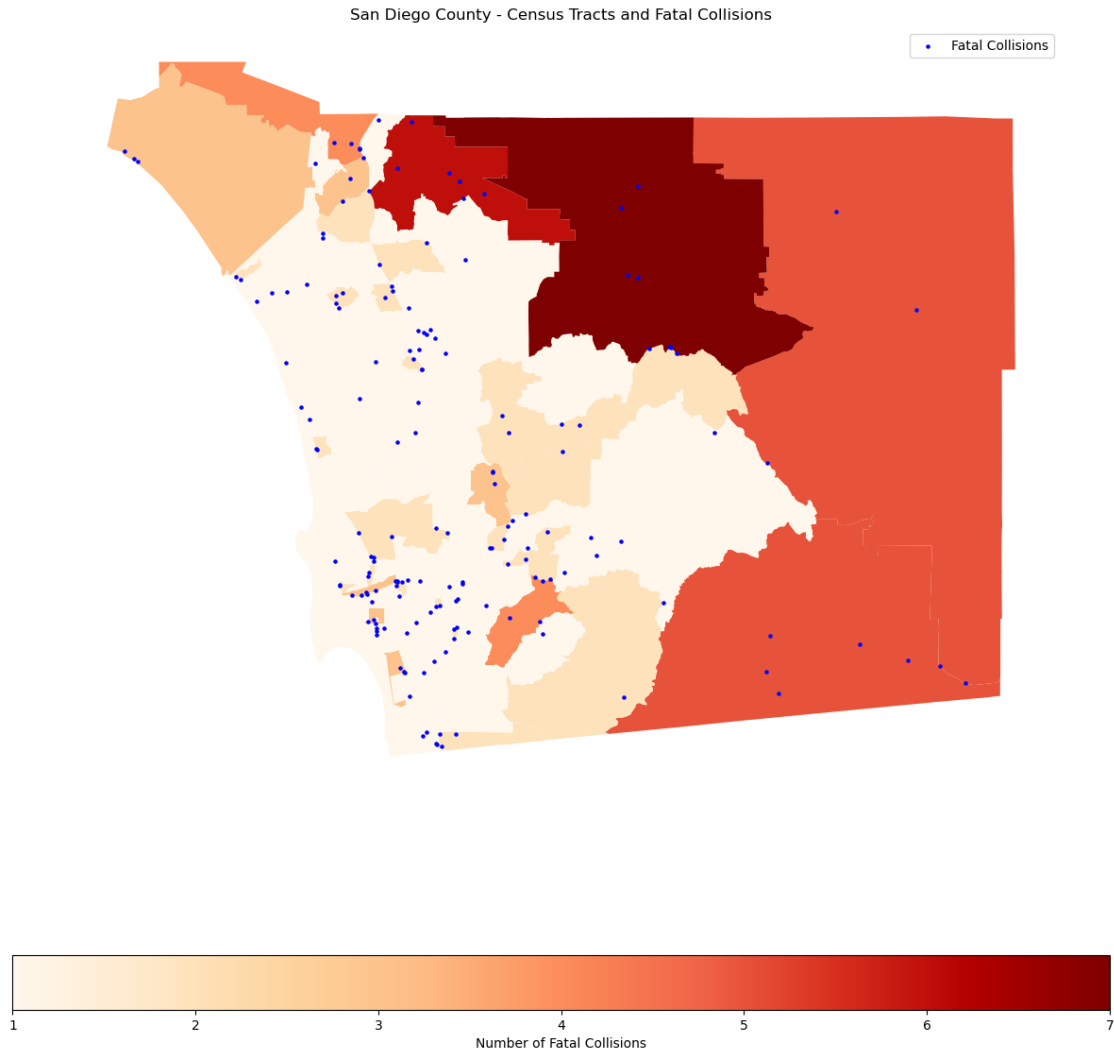 San Diego County - Census Tracts and Fatal Collisions
Fatal Collisions
1 2 3 4 5 6 7
Number of Fatal Collisions